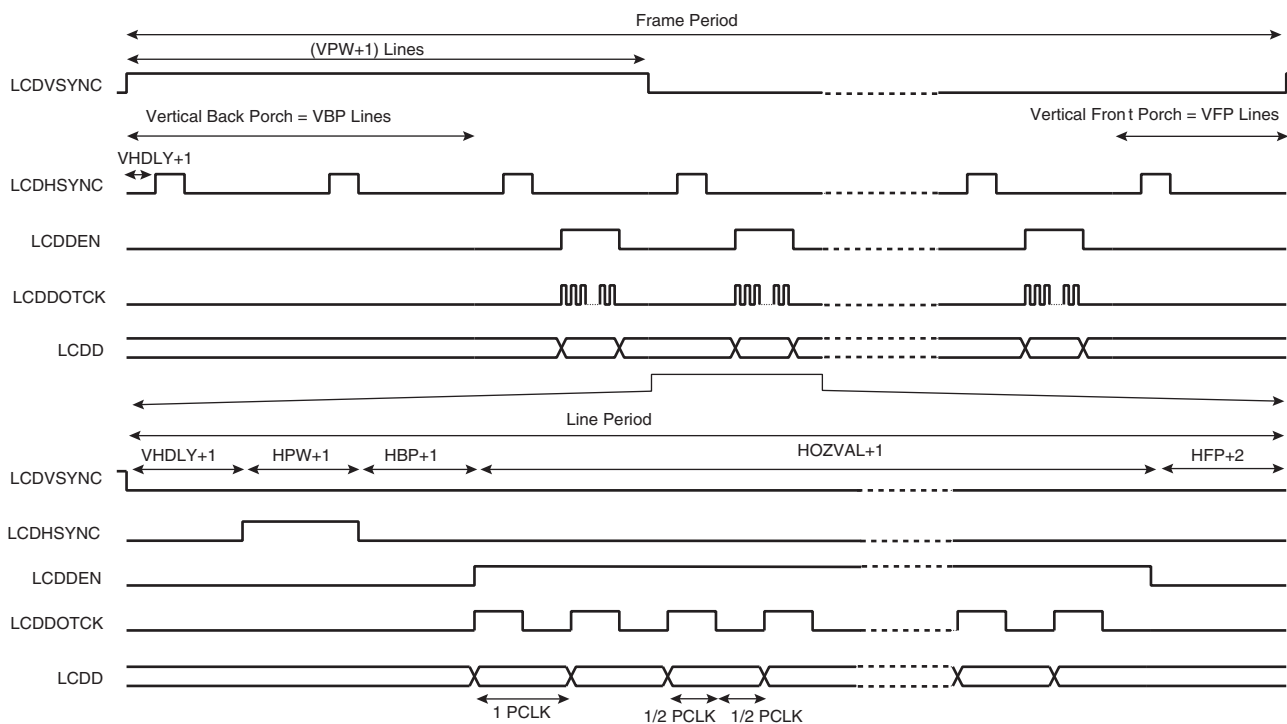 Frame Period
(VPW+1) Lines
LCDVSYNC
Vertical Back Porch = VBP Lines
Vertical Front Porch = VFP Lines
VHDLY+1
LCDHSYNC
LCDDEN
LCDDOTCK
LCDD
Line Period
VHDLY+1 HPW+1 HBP+1 HOZVAL+1 HFP+2
LCDVSYNC
LCDHSYNC
LCDDEN
LCDDOTCK
LCDD
1 PCLK 1/2 PCLK 1/2 PCLK